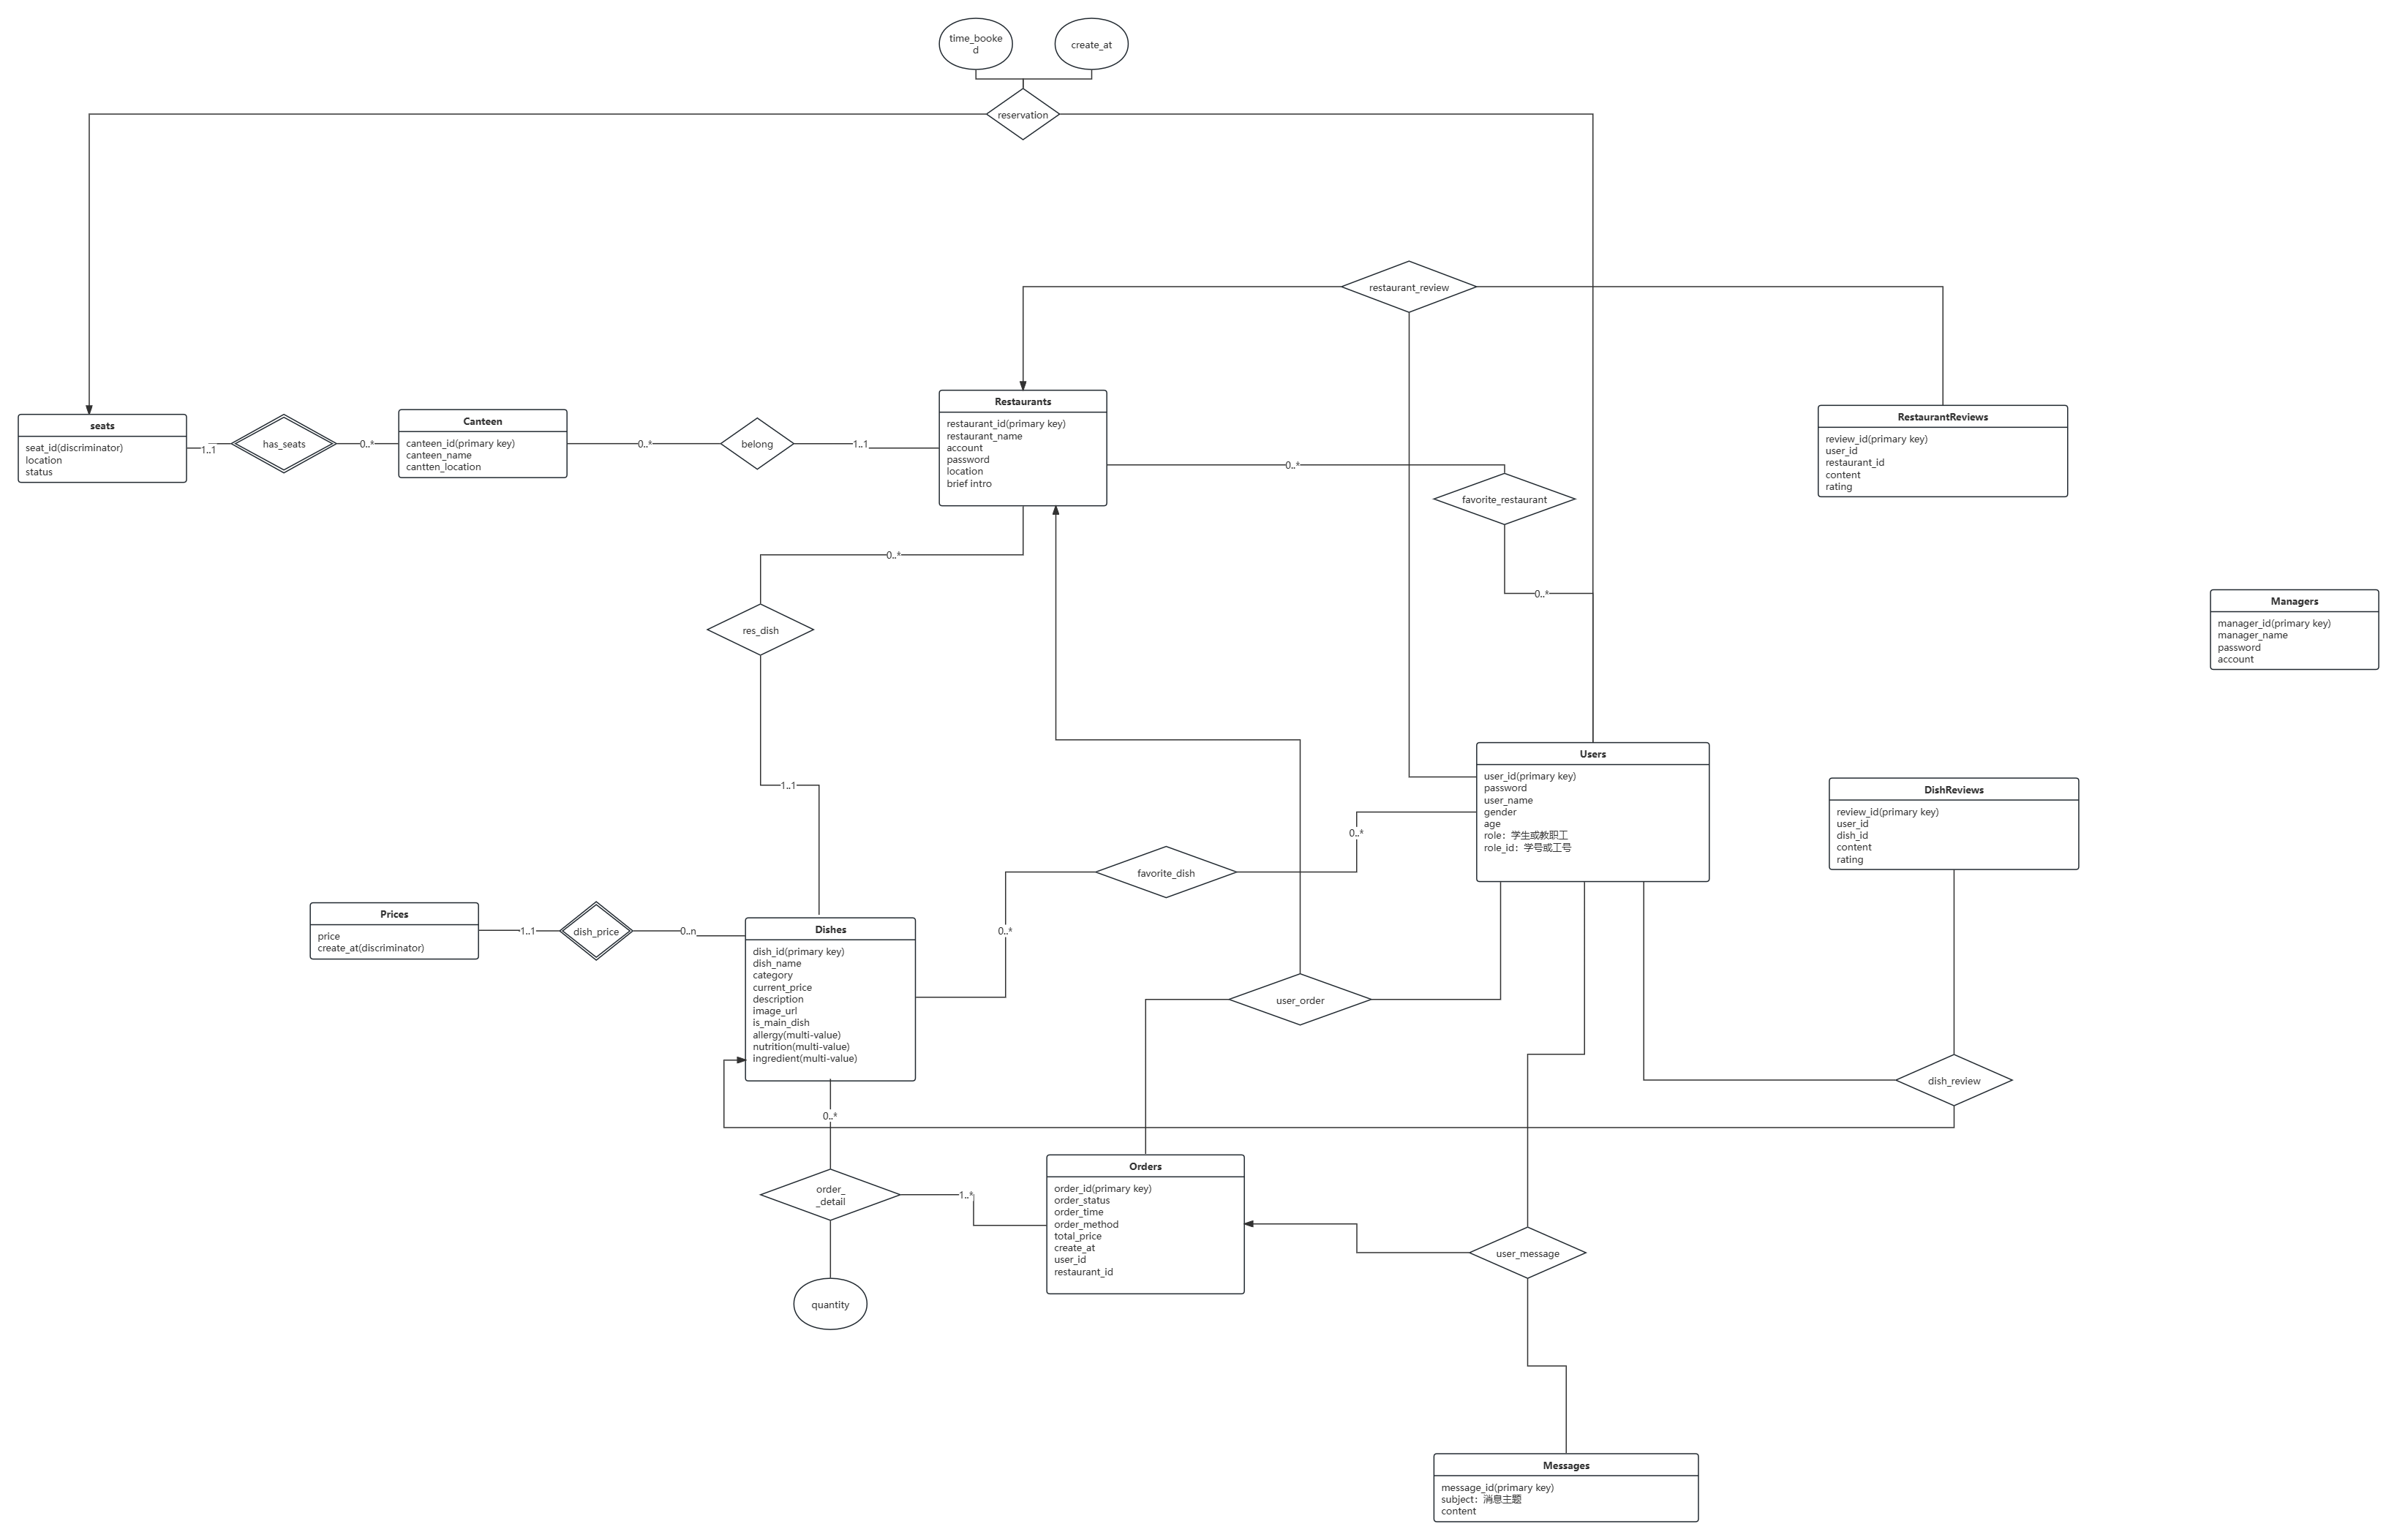 time_booke
d
create_at
reservation
restaurant_review
seats
seat_id(discriminator)
location
status
1..1
has_seats
0..*
Canteen
canteen_id(primary key)
canteen_name
cantten_location
0..*
belong
1..1
Restaurants
restaurant_id(primary key)
restaurant_name
account
password
location
brief intro
0..*
favorite_restaurant
0..*
RestaurantReviews
review_id(primary key)
user_id
restaurant_id
content
rating
Managers
manager_id(primary key)
manager_name
password
account
0..*
res_dish
1..1
Users
user_id(primary key)
password
user_name
gender
age
role：学生或教职工
role_id：学号或工号
DishReviews
review_id(primary key)
user_id
dish_id
content
rating
0..*
favorite_dish
0..*
Prices
price
create_at(discriminator)
1..1
dish_price
0..n
Dishes
dish_id(primary key)
dish_name
category
current_price
description
image_url
is_main_dish
allergy(multi-value)
nutrition(multi-value)
ingredient(multi-value)
user_order
dish_review
0..*
order_
_detail
1..*
quantity
Orders
order_id(primary key)
order_status
order_time
order_method
total_price
create_at
user_id
restaurant_id
user_message
Messages
message_id(primary key)
subject：消息主题
content